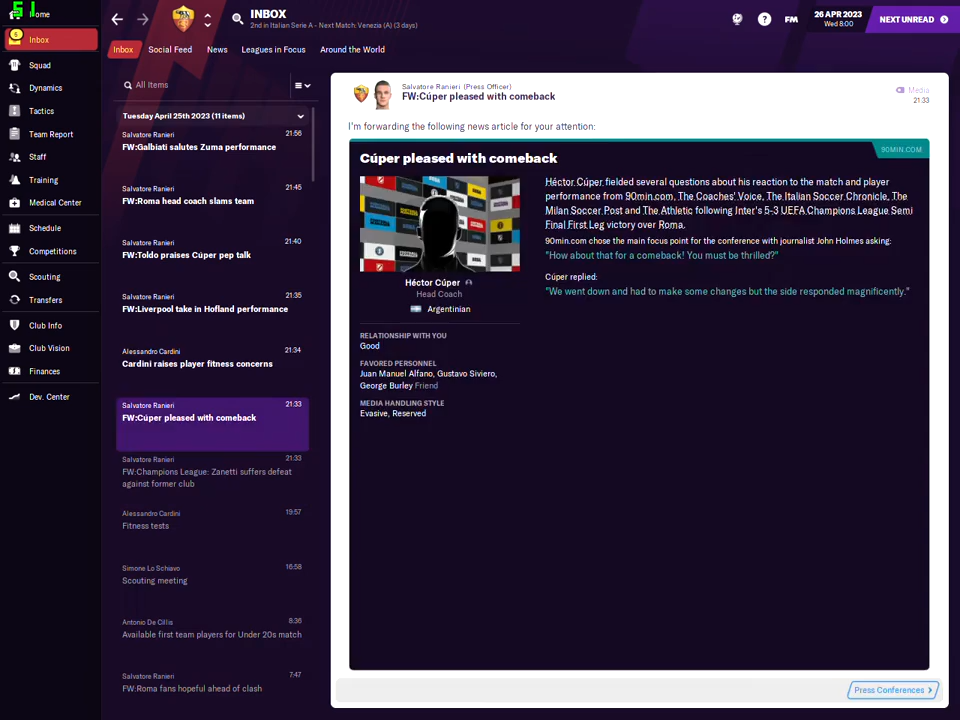 Home
INBOX
2nd in Italian Serie A - Next Match: Venezia (A) (3 days)
FM
26 APR 2023
Wed 8:00
NEXT UNREAD
Inbox
Inbox
Social Feed
News
Leagues in Focus
Around the World
Squad
Dynamics
Tactics
Team Report
Staff
Training
Medical Center
Schedule
Competitions
Scouting
Transfers
Club Info
Club Vision
Finances
Dev. Center
All Items
Tuesday April 25th 2023 (11 items)
Salvatore Ranieri
21:56
FW:Galbiati salutes Zuma performance
Salvatore Ranieri
21:45
FW:Roma head coach slams team
Salvatore Ranieri
21:40
FW:Toldo praises Cúper pep talk
Salvatore Ranieri
21:35
FW:Liverpool take in Hofland performance
Alessandro Cardini
21:34
Cardini raises player fitness concerns
Salvatore Ranieri
21:33
FW:Cúper pleased with comeback
Salvatore Ranieri
21:33
FW:Champions League: Zanetti suffers defeat
against former club
Alessandro Cardini
19:57
Fitness tests
Simone Lo Schiavo
16:58
Scouting meeting
Antonio De Cillis
8:36
Available first team players for Under 20s match
Salvatore Ranieri
7:47
FW:Roma fans hopeful ahead of clash
Salvatore Ranieri (Press Officer)
FW:Cúper pleased with comeback
Media
21:33
I'm forwarding the following news article for your attention:
90MIN.COM
Cúper pleased with comeback
Héctor Cúper fielded several questions about his reaction to the match and player
performance from 90min.com, The Coaches' Voice, The Italian Soccer Chronicle, The
Milan Soccer Post and The Athletic following Inter's 5-3 UEFA Champions League Semi
Final First Leg victory over Roma.
90min.com chose the main focus point for the conference with journalist John Holmes asking:
"How about that for a comeback! You must be thrilled?"
Cúper replied:
"We went down and had to make some changes but the side responded magnificently."
Héctor Cúper
Head Coach
Argentinian
RELATIONSHIP WITH YOU
Good
FAVORED PERSONNEL
Juan Manuel Alfano, Gustavo Siviero,
George Burley Friend
MEDIA HANDLING STYLE
Evasive, Reserved
Press Conferences